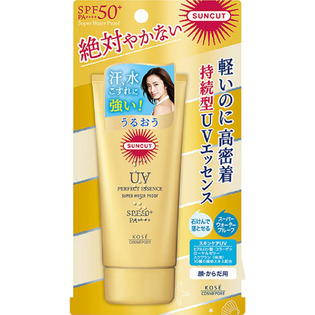 SPF50+
PA++++
Super Water Proof
SUNCUT
絶対やかない
軽いのに高密着
持続型UVエッセンス
汗、水
こすれに
強い!
うるおう
SUNCUT
UV
PERFECT ESSENCE
SUPER WATER PROOF
SPF50+
PA++++
KOSÉ
COSMEPORT
石けんで
落とせる
スーパー
ウォーター
プルーフ
スキンケアUV
顔・からだ用
KOSÉ
COSMEPORT